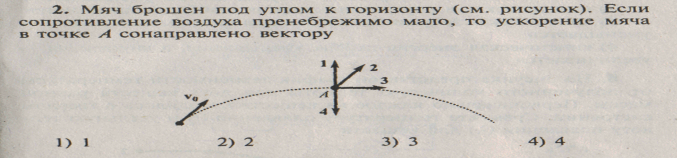 2. Мяч брошен под углом к горизонту (см. рисунок). Если
сопротивление воздуха пренебрежимо мало, то ускорение мяча
в точке A сонаправлено вектору
1
2
v₀
A
3
4
1) 1 2) 2 3) 3 4) 4